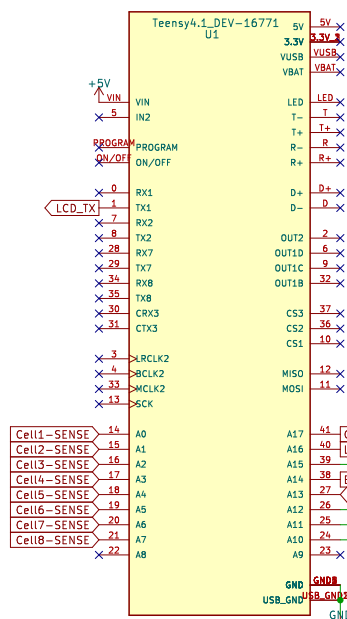 Teensy4.1_DEV-16771
U1
+5V
VIN VIN 5V 5V
5 IN2 3.3V
VUSB VUSB
VBAT VBAT
LED LED
T- T
PROGRAM PROGRAM T+ T+
ON/OFF ON/OFF R- R
R+ R+
0 RX1 D+ D+
LCD_TX 1 TX1 D- D
7 RX2
8 TX2 OUT2 2
28 RX7 OUT1D 6
29 TX7 OUT1C 9
34 RX8 OUT1B 32
35 TX8
30 CRX3 CS3 37
31 CTX3 CS2 36
CS1 10
3 LRCLK2
4 BCLK2 MISO 12
33 MCLK2 MOSI 11
13 SCK
Cell1-SENSE 14 A0 A17 41
Cell2-SENSE 15 A1 A16 40
Cell3-SENSE 16 A2 A15 39
Cell4-SENSE 17 A3 A14 38
Cell5-SENSE 18 A4 A13 27
Cell6-SENSE 19 A5 A12 26
Cell7-SENSE 20 A6 A11 25
Cell8-SENSE 21 A7 A10 24
22 A8 A9 23
GND
USB_GND